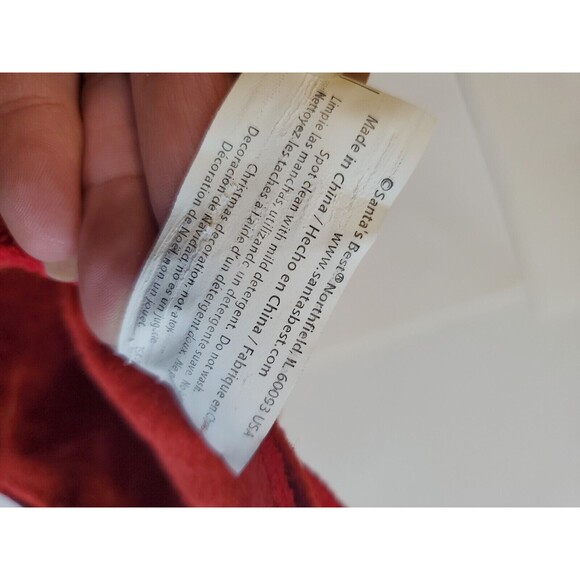 ©Santa's Best® Northfield, IL 60093 USA
www.santasbest.com
Made in China / Hecho en China / Fabrique en
Spot clean with mild detergent. Do not wash.
Limpie las manchas utilizando un detergente suave.
Nettoyez les taches à l'aide d'un détergent doux.
Christmas decoration, not a toy.
Decoración de Navidad, no es un juguete
Décoration de Noël, non un jouet.